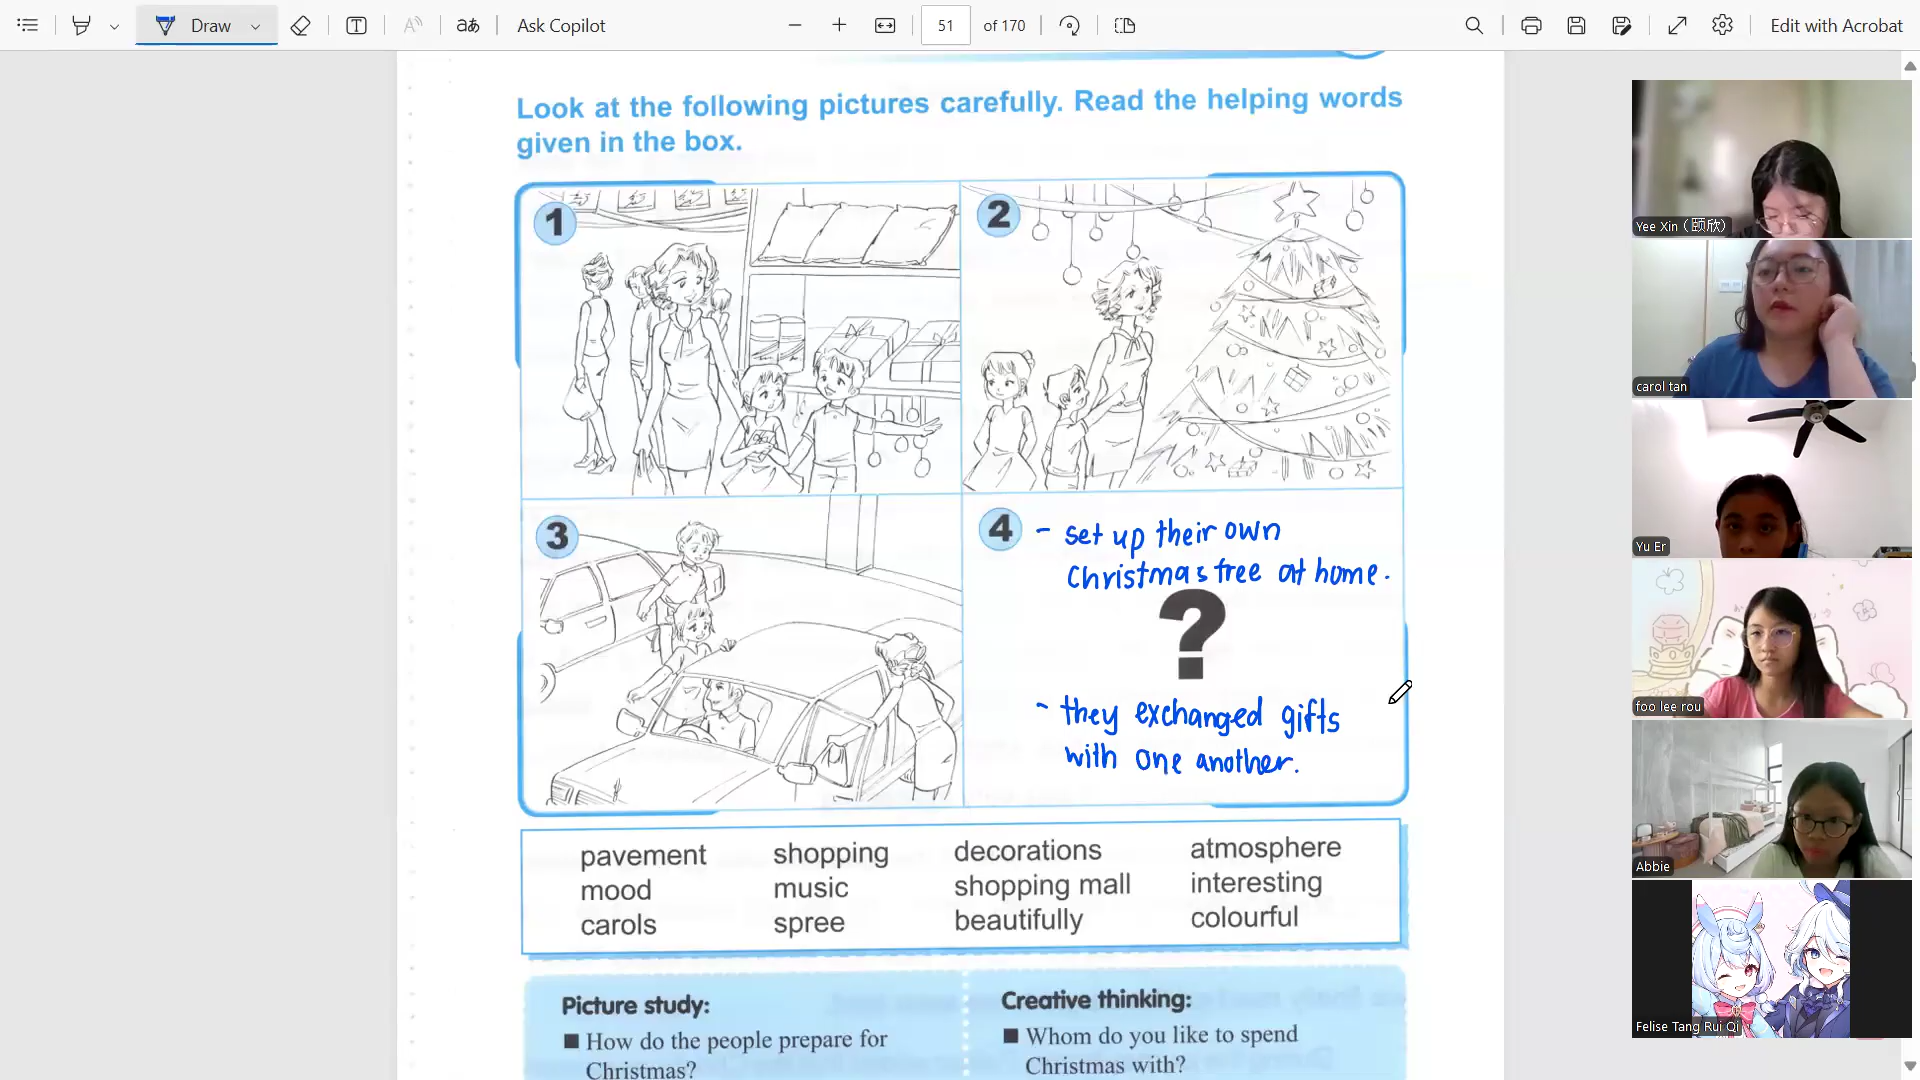 Draw
aあ
Ask Copilot
51
of 170
Edit with Acrobat
Look at the following pictures carefully. Read the helping words
given in the box.
1
2
3
4
- set up their own
Christmas tree at home.
?
- they exchanged gifts
with one another.
pavement shopping decorations atmosphere
mood music shopping mall interesting
carols spree beautifully colourful
Picture study:
■ How do the people prepare for
Christmas?
Creative thinking:
■ Whom do you like to spend
Christmas with?
Yee Xin (颐欣)
carol tan
Yu Er
foo lee rou
Abbie
Felise Tang Rui Qi